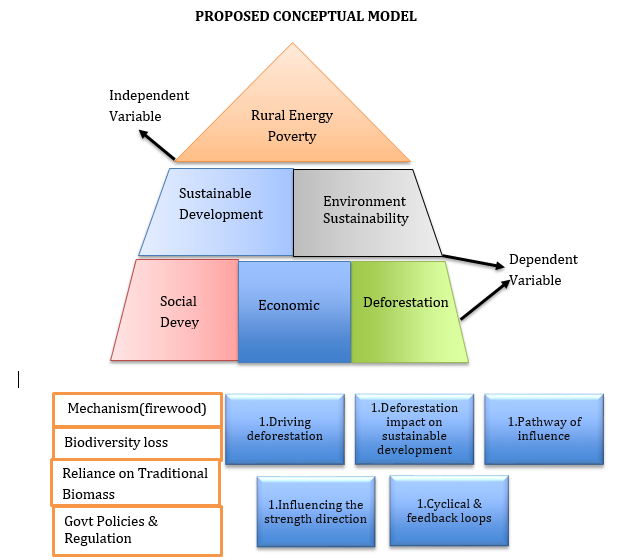 PROPOSED CONCEPTUAL MODEL
Independent
Variable
Rural Energy
Poverty
Sustainable
Development
Environment
Sustainability
Dependent
Variable
Social
Devey
Economic
Deforestation
Mechanism(firewood)
Biodiversity loss
Reliance on Traditional
Biomass
Govt Policies &
Regulation
1.Driving
deforestation
1.Deforestation
impact on
sustainable
development
1.Pathway of
influence
1.Influencing the
strength direction
1.Cyclical &
feedback loops